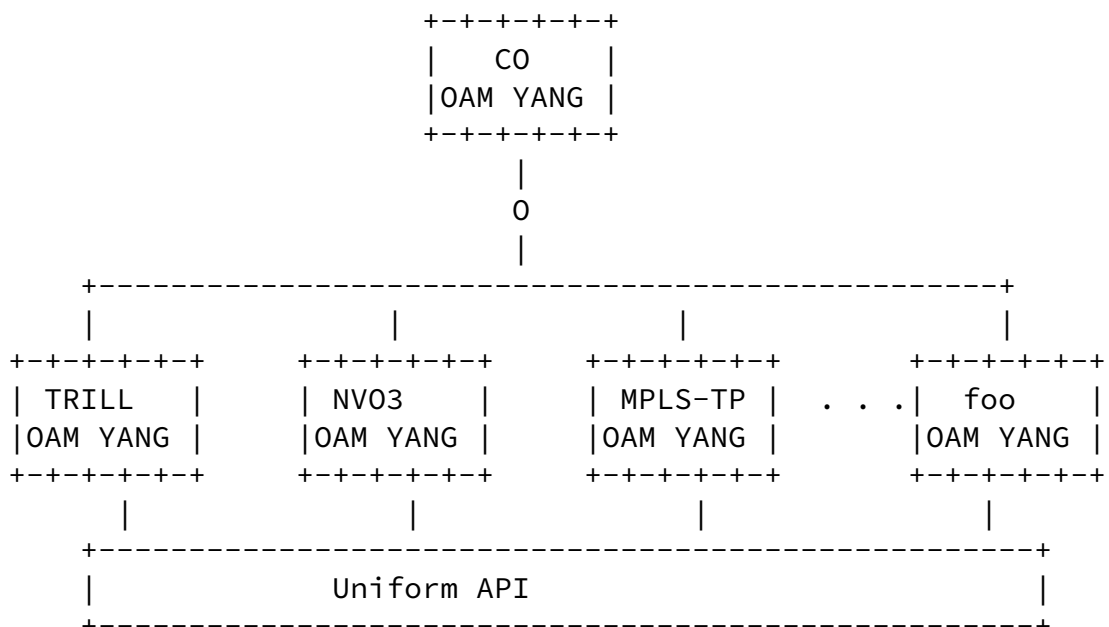 CO
OAM YANG
O
TRILL NVO3 MPLS-TP . . . foo
OAM YANG OAM YANG OAM YANG OAM YANG
Uniform API